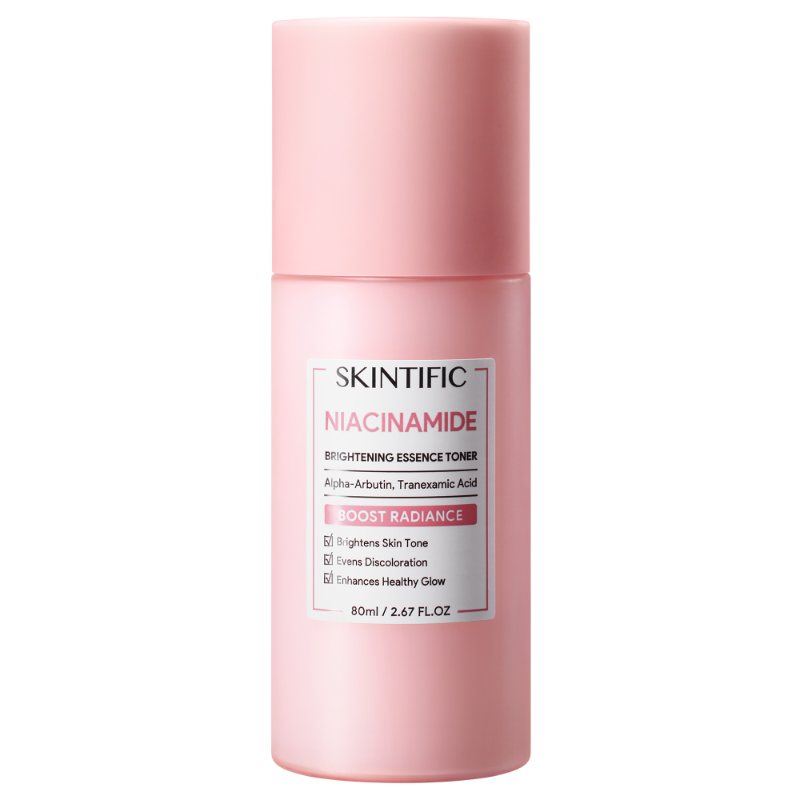 SKINTIFIC
NIACINAMIDE
BRIGHTENING ESSENCE TONER
Alpha-Arbutin, Tranexamic Acid
BOOST RADIANCE
☑ Brightens Skin Tone
☑ Evens Discoloration
☑ Enhances Healthy Glow
80ml / 2.67 FL.OZ